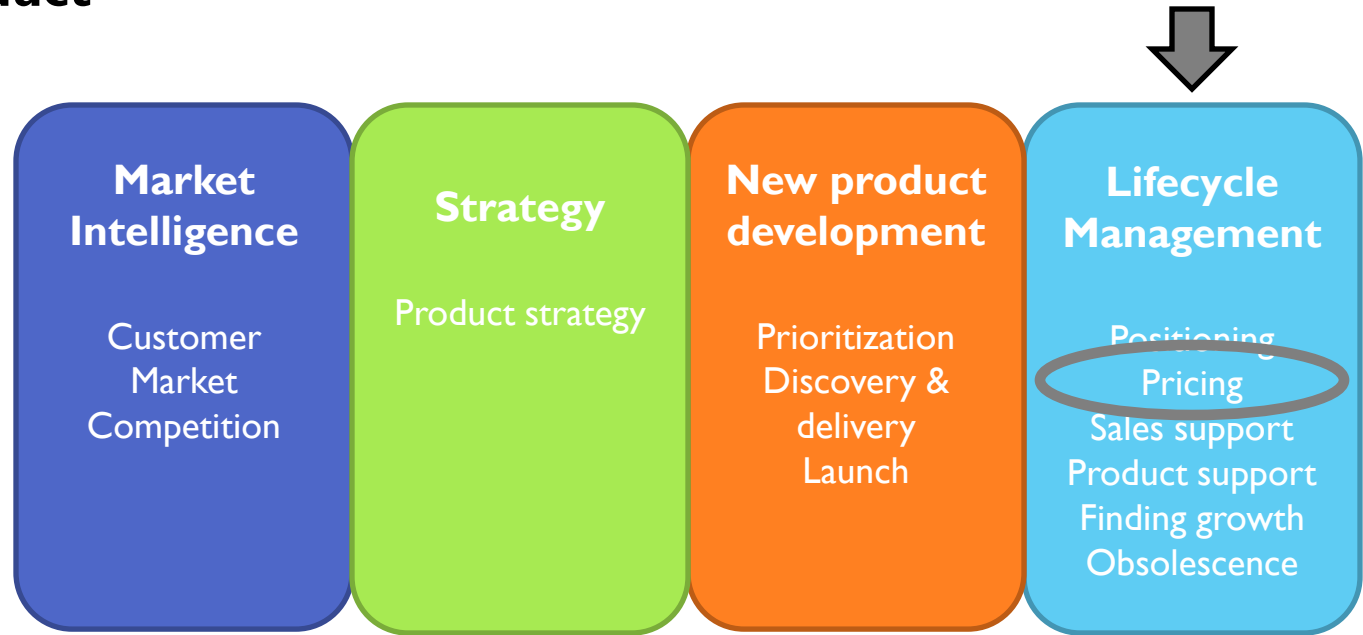 Market
Intelligence
Customer
Market
Competition
Strategy
Product strategy
New product
development
Prioritization
Discovery &
delivery
Launch
Lifecycle
Management
Positioning
Pricing
Sales support
Product support
Finding growth
Obsolescence